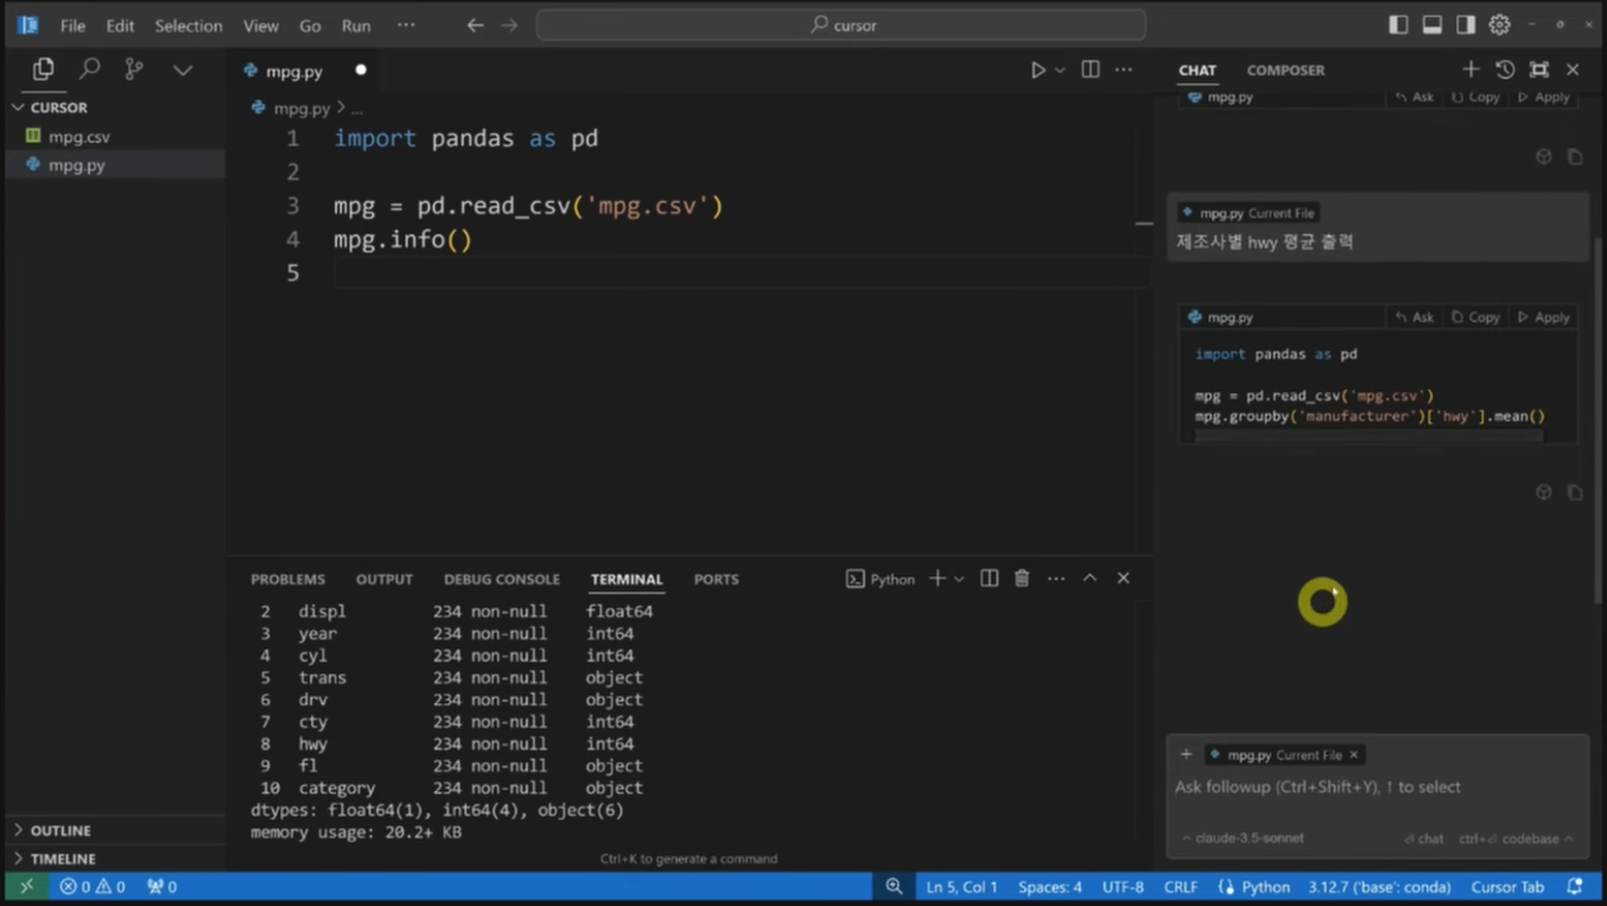 File Edit Selection View Go Run ··· cursor
CURSOR
mpg.csv
mpg.py
OUTLINE
TIMELINE
mpg.py
mpg.py > ...
1 import pandas as pd
2
3 mpg = pd.read_csv('mpg.csv')
4 mpg.info()
5
PROBLEMS OUTPUT DEBUG CONSOLE TERMINAL PORTS Python
2 displ 234 non-null float64
3 year 234 non-null int64
4 cyl 234 non-null int64
5 trans 234 non-null object
6 drv 234 non-null object
7 cty 234 non-null int64
8 hwy 234 non-null int64
9 fl 234 non-null object
10 category 234 non-null object
dtypes: float64(1), int64(4), object(6)
memory usage: 20.2+ KB
Ctrl+K to generate a command
CHAT COMPOSER
mpg.py Ask Copy Apply
mpg.py Current File
제조사별 hwy 평균 출력
mpg.py Ask Copy Apply
import pandas as pd
mpg = pd.read_csv('mpg.csv')
mpg.groupby('manufacturer')['hwy'].mean()
+ mpg.py Current File ×
Ask followup (Ctrl+Shift+Y), ↑ to select
^ claude-3.5-sonnet ⏎ chat ctrl+⏎ codebase ^
0 0 0 Ln 5, Col 1 Spaces: 4 UTF-8 CRLF Python 3.12.7 ('base': conda) Cursor Tab